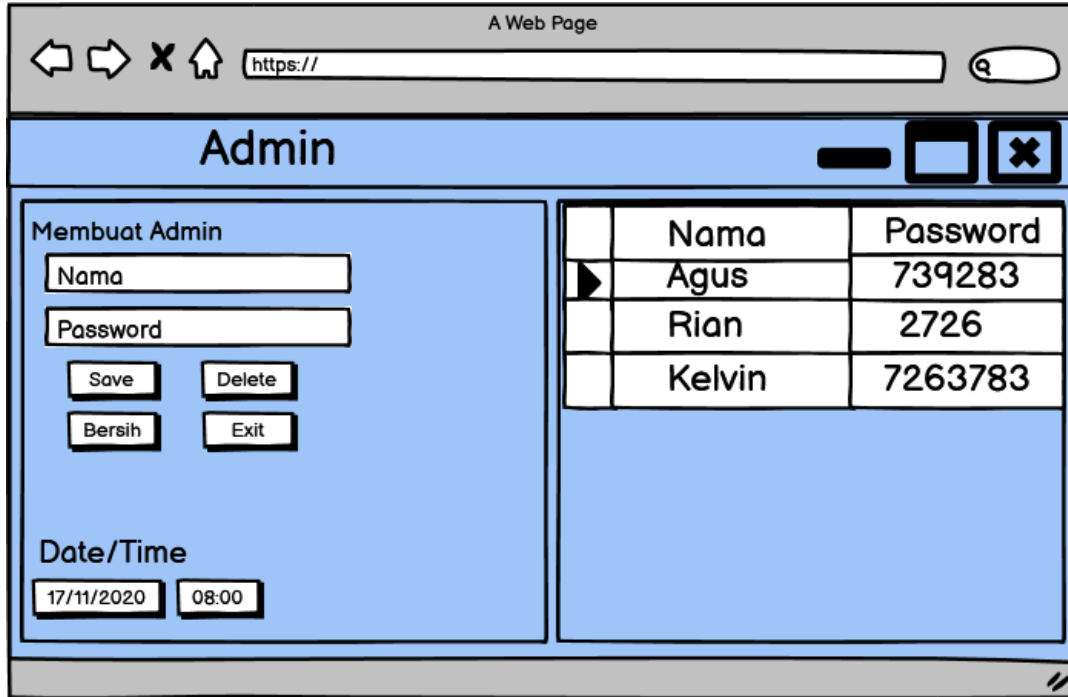 A Web Page
https://
Admin
Membuat Admin
Nama
Password
Save Delete
Bersih Exit
Date/Time
17/11/2020 08:00
Nama Password
Agus 739283
Rian 2726
Kelvin 7263783